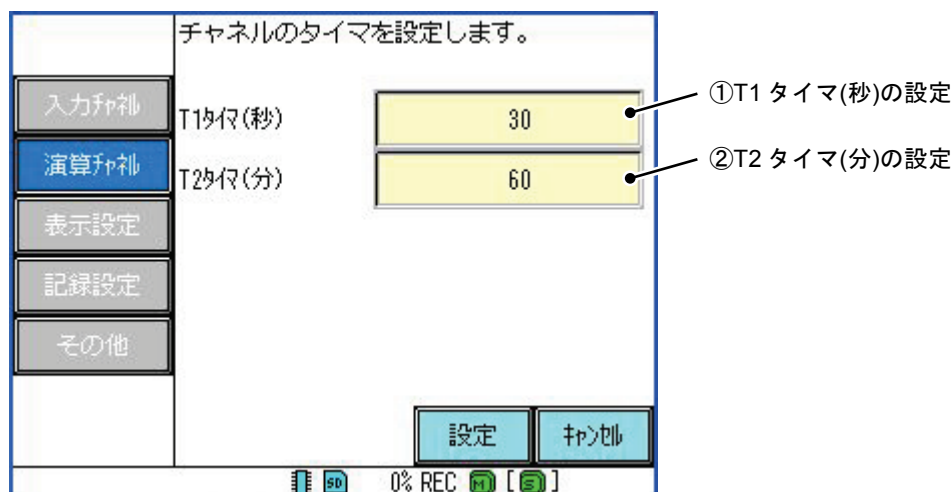 チャネルのタイマを設定します。
入力ﾁｬﾈﾙ
演算ﾁｬﾈﾙ
表示設定
記録設定
その他
T1ﾀｲﾏ(秒)
30
①T1 タイマ(秒)の設定
T2ﾀｲﾏ(分)
60
②T2 タイマ(分)の設定
設定
ｷｬﾝｾﾙ
SD 0% REC M [S]